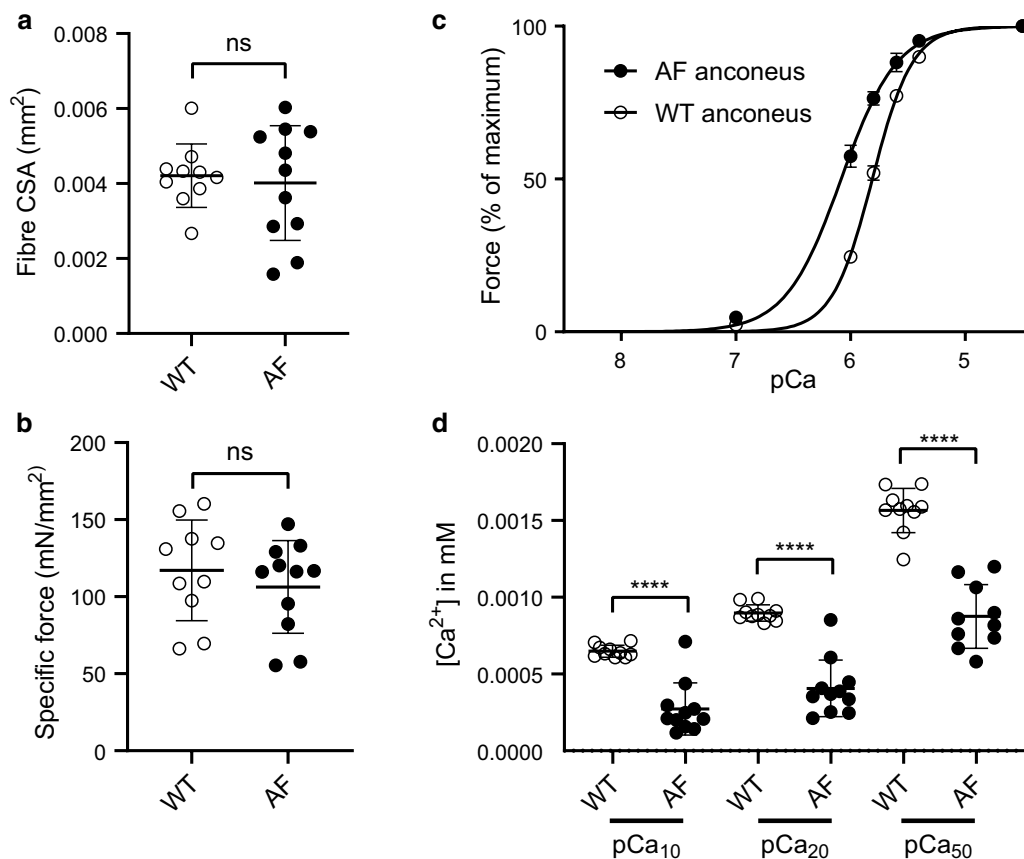 a
0.008
0.006
0.004
0.002
0.000
Fibre CSA (mm²)
ns
WT
AF
b
200
150
100
50
0
Specific force (mN/mm²)
ns
WT
AF
c
100
50
0
Force (% of maximum)
AF anconeus
WT anconeus
8 7 6 5
pCa
d
0.0020
0.0015
0.0010
0.0005
0.0000
[Ca²⁺] in mM
****
****
****
WT AF WT AF WT AF
pCa₁₀ pCa₂₀ pCa₅₀